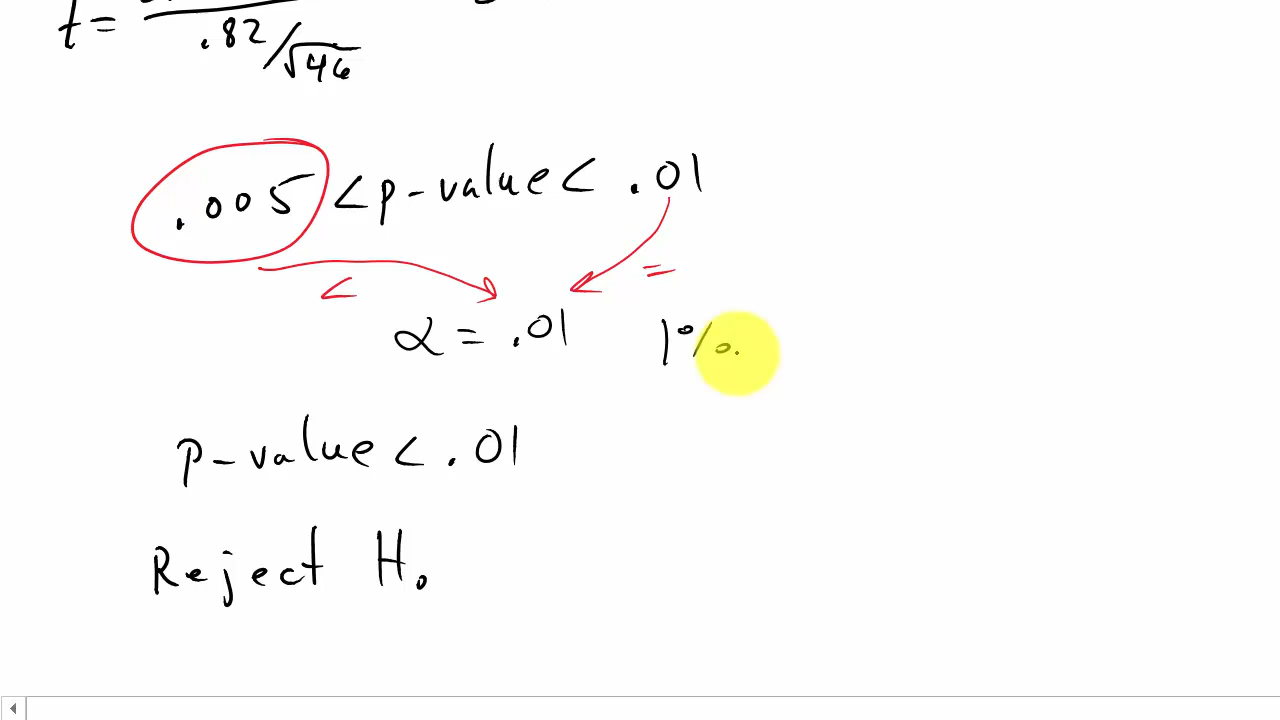 t =
.82/√46
.005 < p-value < .01
< =
α = .01 1%
p-value < .01
Reject H₀